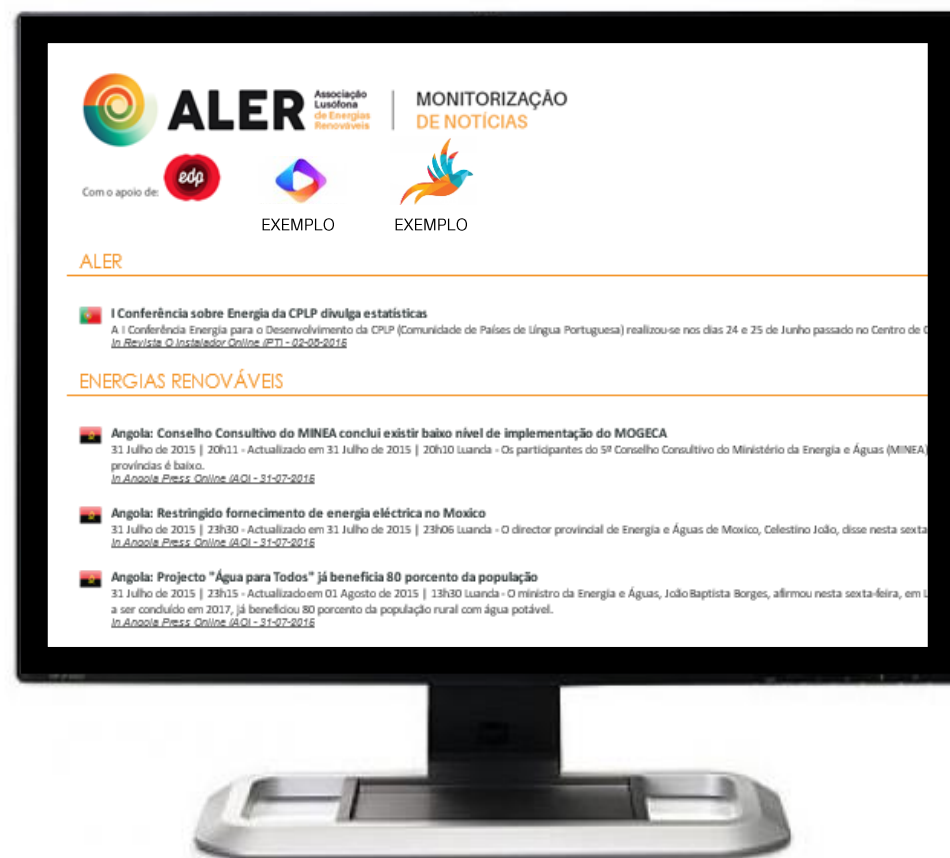 ALER
Associação
Lusófona
de Energias
Renováveis
MONITORIZAÇÃO
DE NOTÍCIAS
Com o apoio de:
edp
EXEMPLO
EXEMPLO
ALER
I Conferência sobre Energia da CPLP divulga estatísticas
A I Conferência Energia para o Desenvolvimento da CPLP (Comunidade de Países de Língua Portuguesa) realizou-se nos dias 24 e 25 de Junho passado no Centro de
In Revista O Instalador Online (PT) - 02-08-2015
ENERGIAS RENOVÁVEIS
Angola: Conselho Consultivo do MINEA conclui existir baixo nível de implementação do MOGECA
31 Julho de 2015 | 20h11 - Actualizado em 31 Julho de 2015 | 20h10 Luanda - Os participantes do 5º Conselho Consultivo do Ministério da Energia e Águas (MINEA)
províncias é baixo.
In Angola Press Online (AO) - 31-07-2015
Angola: Restringido fornecimento de energia eléctrica no Moxico
31 Julho de 2015 | 23h30 - Actualizado em 31 Julho de 2015 | 23h06 Luanda - O director provincial de Energia e Águas de Moxico, Celestino João, disse nesta sexta
In Angola Press Online (AO) - 31-07-2015
Angola: Projecto "Água para Todos" já beneficia 80 porcento da população
31 Julho de 2015 | 23h15 - Actualizado em 01 Agosto de 2015 | 13h30 Luanda - O ministro da Energia e Águas, João Baptista Borges, afirmou nesta sexta-feira, em
a ser concluído em 2017, já beneficiou 80 porcento da população rural com água potável.
In Angola Press Online (AO) - 31-07-2015